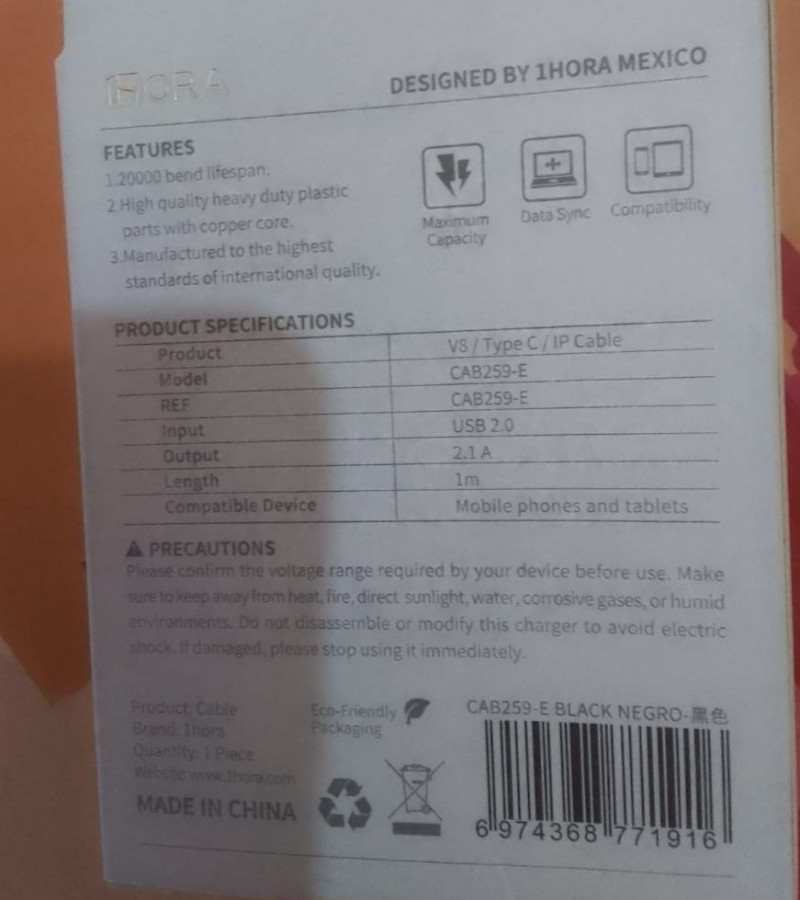 1HORA
DESIGNED BY 1HORA MEXICO
FEATURES
1.20000 bend lifespan.
2.High quality heavy duty plastic
parts with copper core.
3.Manufactured to the highest
standards of international quality.
Maximum
Capacity
Data Sync
Compatibility
PRODUCT SPECIFICATIONS
Product V8 / Type C / IP Cable
Model CAB259-E
REF CAB259-E
Input USB 2.0
Output 2.1 A
Length 1m
Compatible Device Mobile phones and tablets
PRECAUTIONS
Please confirm the voltage range required by your device before use. Make
sure to keep away from heat, fire, direct sunlight, water, corrosive gases, or humid
environments. Do not disassemble or modify this charger to avoid electric
shock. If damaged, please stop using it immediately.
Product: Cable
Brand: 1hora
Quantity: 1 Piece
Website: www.1hora.com
MADE IN CHINA
Eco-Friendly
Packaging
CAB259-E BLACK NEGRO-黑色
6 974368 771916